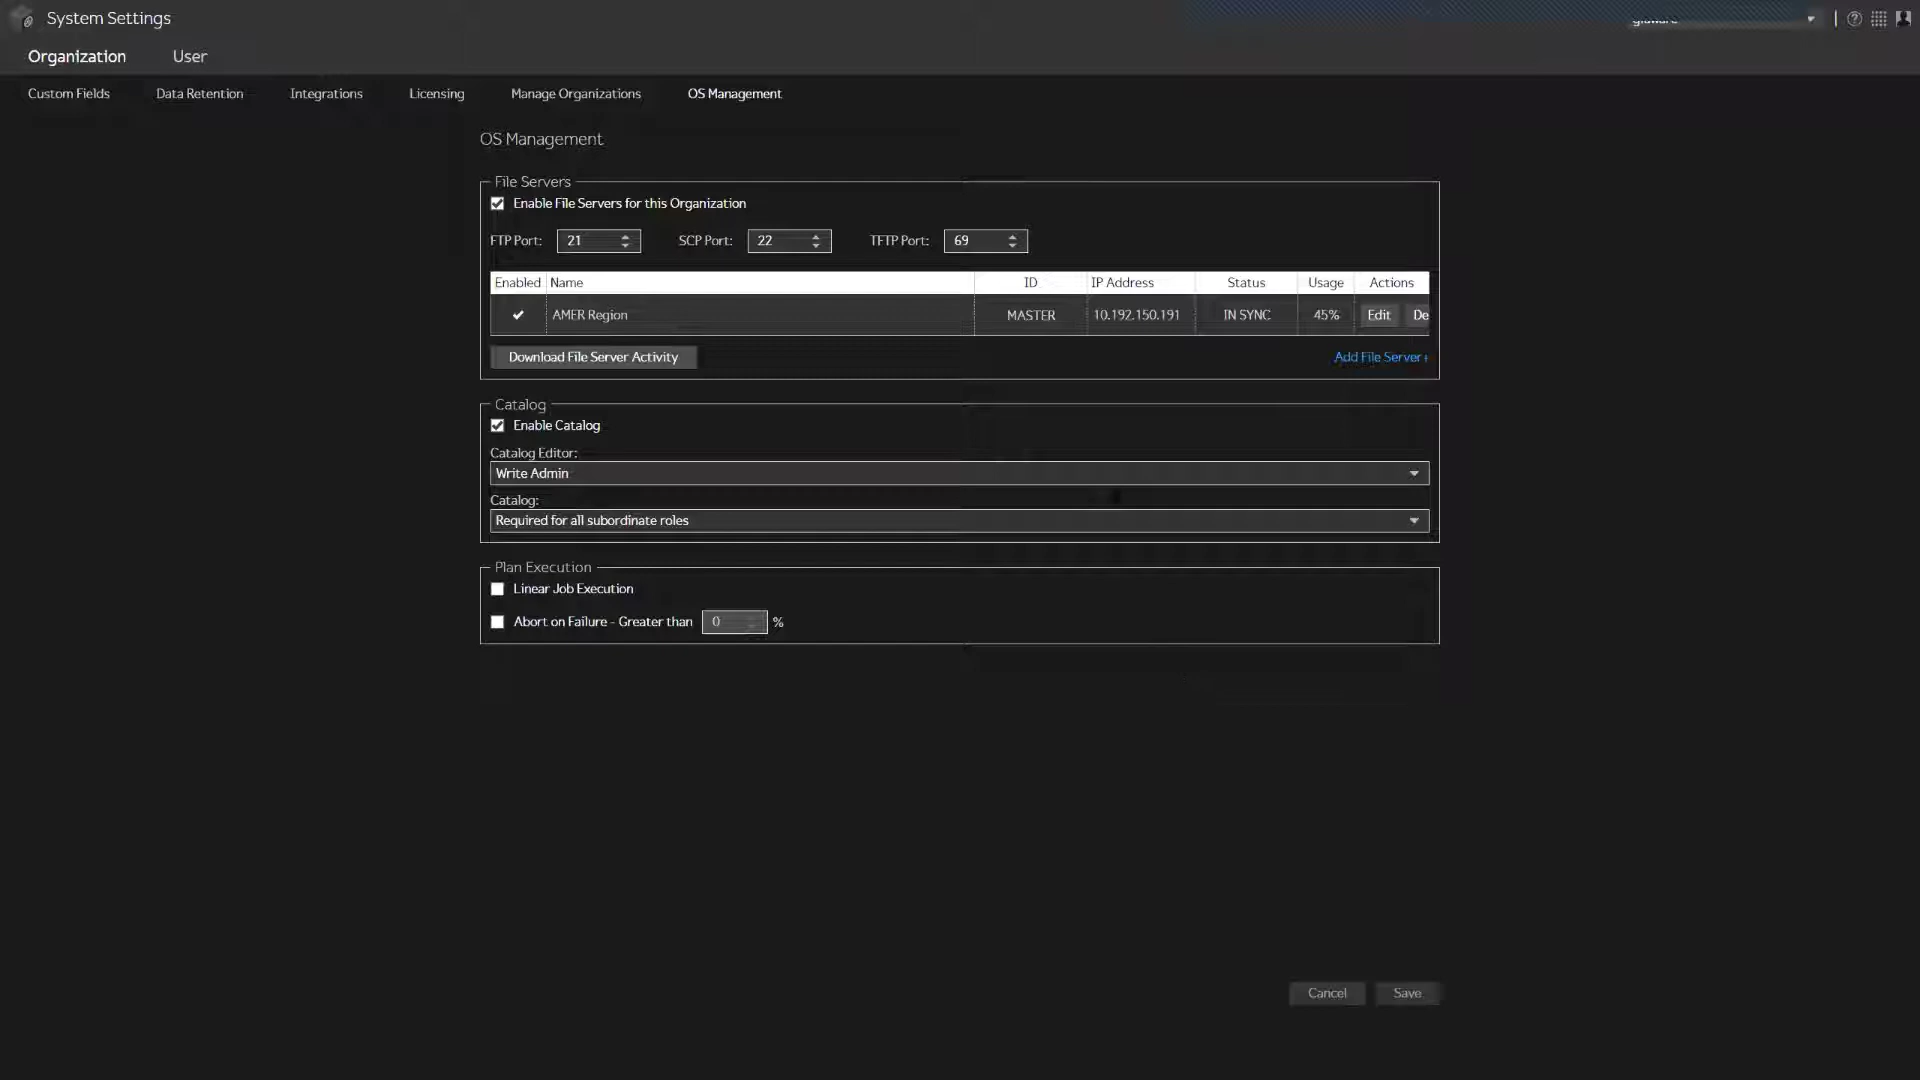 System Settings
Organization User
Custom Fields Data Retention Integrations Licensing Manage Organizations OS Management
OS Management
File Servers
Enable File Servers for this Organization
FTP Port: 21 SCP Port: 22 TFTP Port: 69
Enabled Name ID IP Address Status Usage Actions
AMER Region MASTER 10.192.150.191 IN SYNC 45% Edit De
Download File Server Activity Add File Server+
Catalog
Enable Catalog
Catalog Editor:
Write Admin
Catalog:
Required for all subordinate roles
Plan Execution
Linear Job Execution
Abort on Failure - Greater than 0 %
Cancel Save